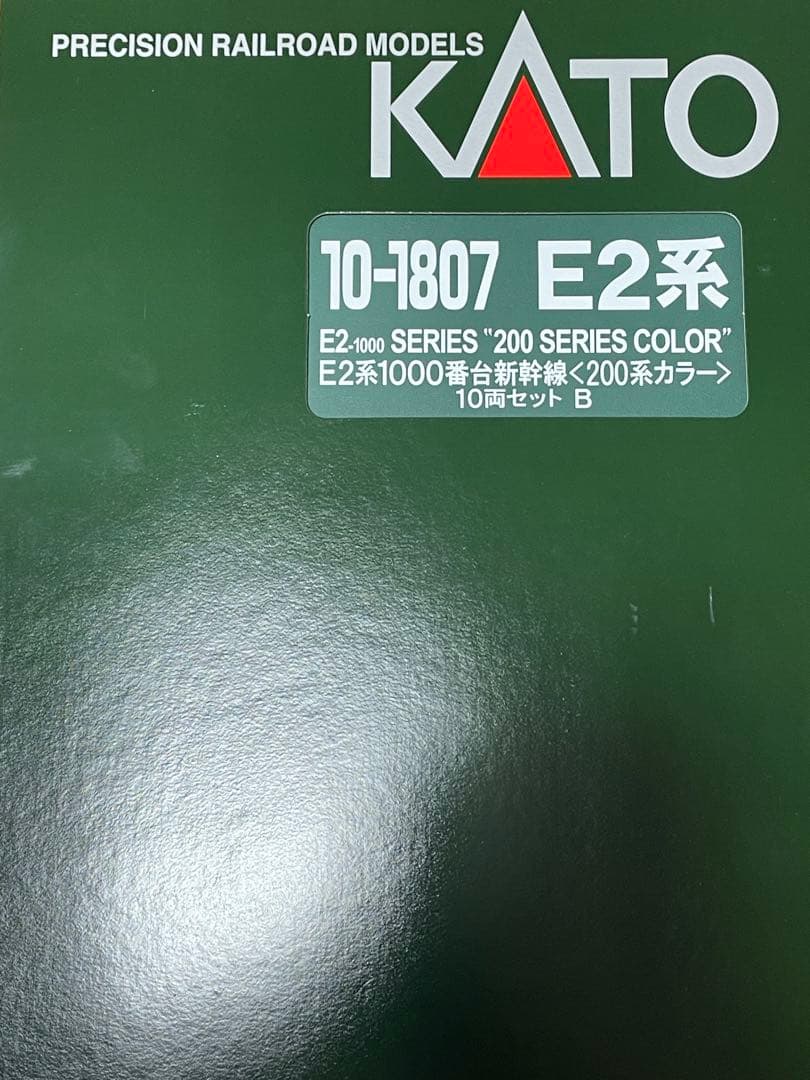 PRECISION RAILROAD MODELS
KATO
10-1807 E2系
E2-1000 SERIES "200 SERIES COLOR"
E2系1000番台新幹線<200系カラー>
10両セット B